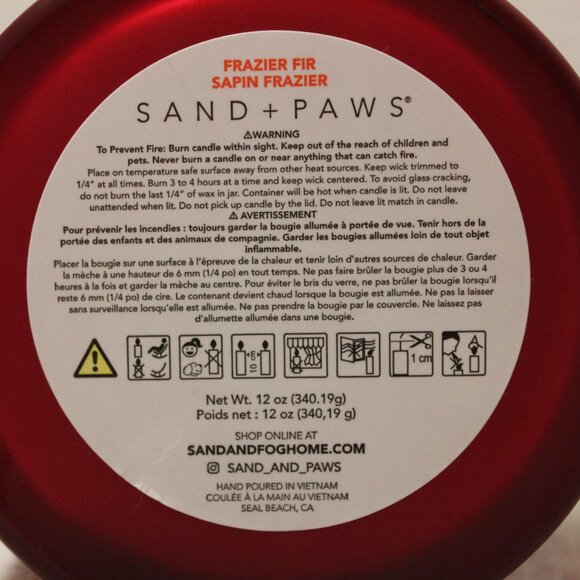 FRAZIER FIR
SAPIN FRAZIER
SAND + PAWS®
⚠WARNING
To Prevent Fire: Burn candle within sight. Keep out of the reach of children and
pets. Never burn a candle on or near anything that can catch fire.
Place on temperature safe surface away from other heat sources. Keep wick trimmed to
1/4” at all times. Burn 3 to 4 hours at a time and keep wick centered. To avoid glass cracking,
do not burn the last 1/4” of wax in jar. Container will be hot when candle is lit. Do not leave
unattended when lit. Do not pick up candle by the lid. Do not leave lit match in candle.
⚠ AVERTISSEMENT
Pour prévenir les incendies : toujours garder la bougie allumée à portée de vue. Tenir hors de la
portée des enfants et des animaux de compagnie. Garder les bougies allumées loin de tout objet
inflammable.
Placer la bougie sur une surface à l’épreuve de la chaleur et tenir loin d’autres sources de chaleur. Garder
la mèche à une hauteur de 6 mm (1/4 po) en tout temps. Ne pas faire brûler la bougie plus de 3 ou 4
heures à la fois et garder la mèche au centre. Pour éviter le bris du verre, ne pas brûler la bougie lorsqu’il
reste 6 mm (1/4 po) de cire. Le contenant devient chaud lorsque la bougie est allumée. Ne pas la laisser
sans surveillance lorsqu’elle est allumée. Ne pas prendre la bougie par le couvercle. Ne laissez pas
d’allumette allumée dans une bougie.
10 cm
1 cm
Net Wt. 12 oz (340.19g)
Poids net : 12 oz (340,19 g)
SHOP ONLINE AT
SANDANDFOGHOME.COM
SAND_AND_PAWS
HAND POURED IN VIETNAM
COULÉE À LA MAIN AU VIETNAM
SEAL BEACH, CA